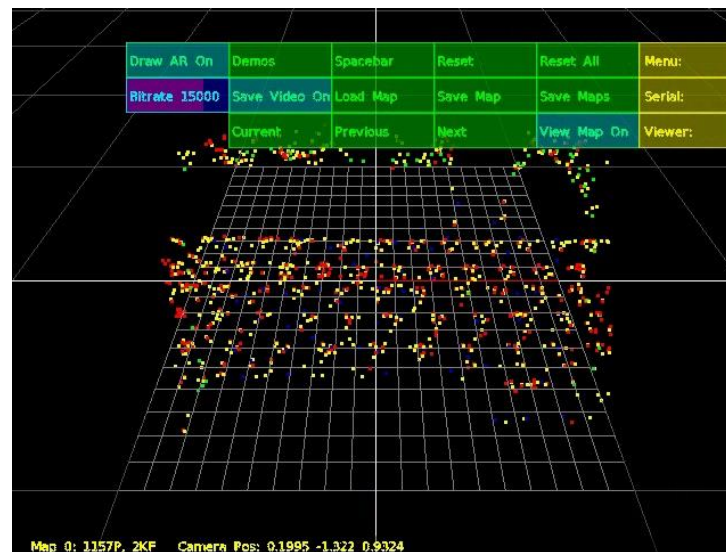 Draw AR On Demos Spacebar Reset Reset All Menu:
Bitrate 15000 Save Video On Load Map Save Map Save Maps Serial:
Current Previous Next View Map On Viewer:
Map 0: 1157P, 2KF Camera Pos: 0.1995 -1.322 0.9324